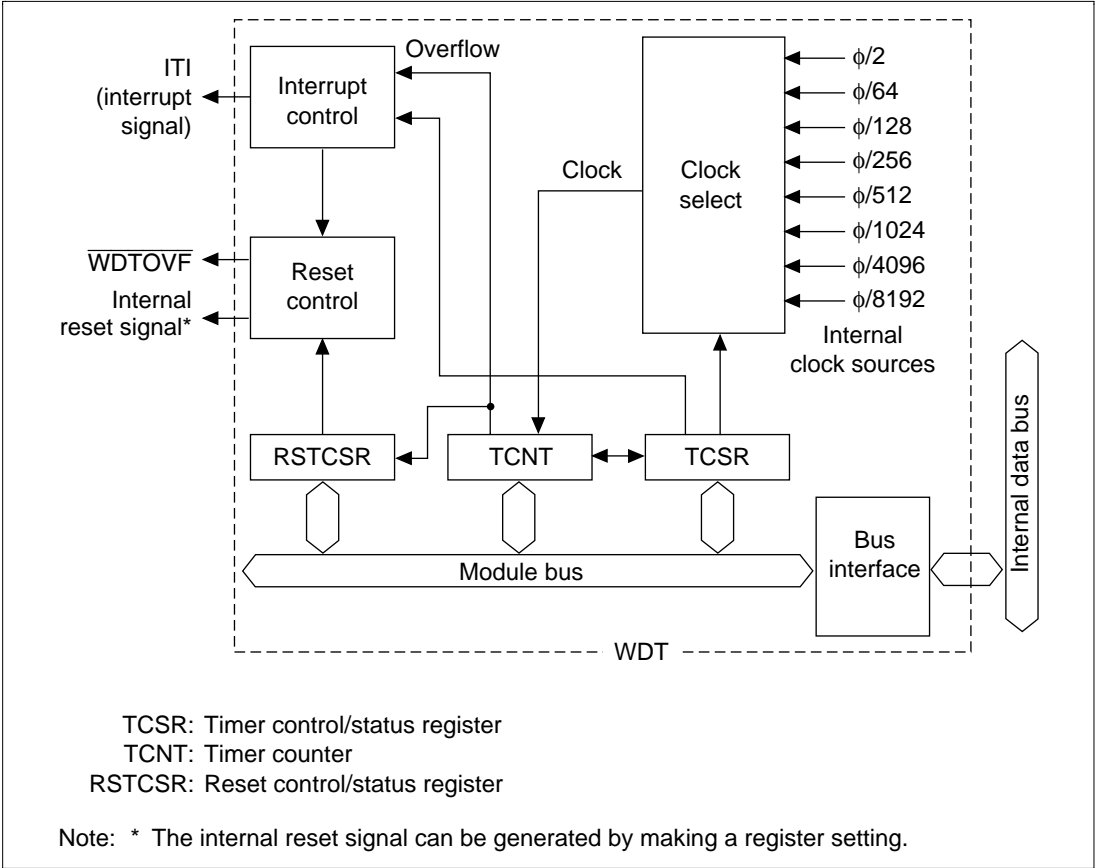 Overflow
ITI
(interrupt
signal)
Interrupt
control
WDTOVF
Internal
reset signal*
Reset
control
Clock
Clock
select
ϕ/2
ϕ/64
ϕ/128
ϕ/256
ϕ/512
ϕ/1024
ϕ/4096
ϕ/8192
Internal
clock sources
RSTCSR
TCNT
TCSR
Module bus
Bus
interface
Internal data bus
WDT
TCSR: Timer control/status register
TCNT: Timer counter
RSTCSR: Reset control/status register
Note: * The internal reset signal can be generated by making a register setting.